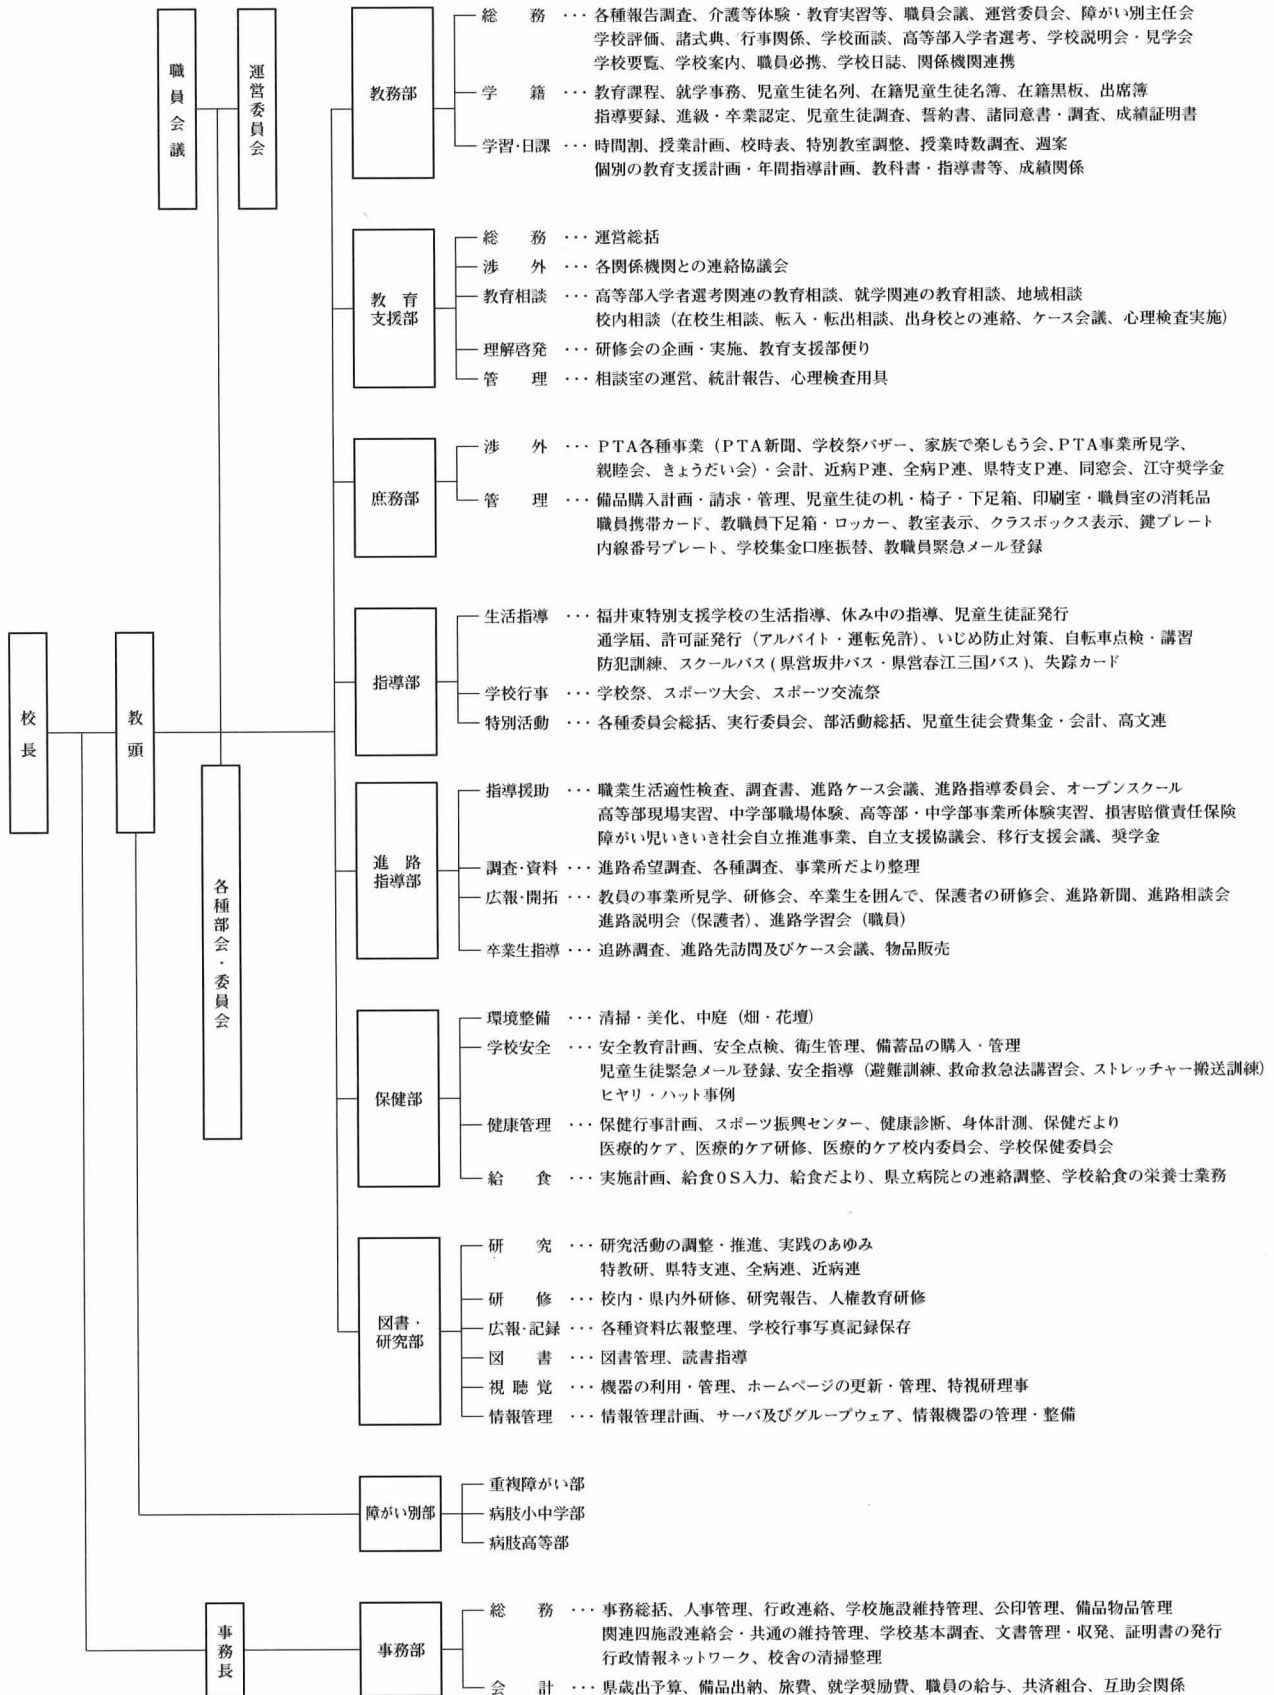 職員会議
運営委員会
教務部
総　務 ･･･ 各種報告調査、介護等体験・教育実習等、職員会議、運営委員会、障がい別主任会
学校評価、諸式典、行事関係、学校面談、高等部入学者選考、学校説明会・見学会
学校要覧、学校案内、職員必携、学校日誌、関係機関連携
学　籍 ･･･ 教育課程、就学事務、児童生徒名列、在籍児童生徒名簿、在籍黒板、出席簿
指導要録、進級・卒業認定、児童生徒調査、誓約書、諸同意書・調査、成績証明書
学習・日課 ･･･ 時間割、授業計画、校時表、特別教室調整、授業時数調査、週案
個別の教育支援計画・年間指導計画、教科書・指導書等、成績関係
教　育
支援部
総　務 ･･･ 運営総括
渉　外 ･･･ 各関係機関との連絡協議会
教育相談 ･･･ 高等部入学者選考関連の教育相談、就学関連の教育相談、地域相談
校内相談（在校生相談、転入・転出相談、出身校との連絡、ケース会議、心理検査実施）
理解啓発 ･･･ 研修会の企画・実施、教育支援部便り
管　理 ･･･ 相談室の運営、統計報告、心理検査用具
庶務部
渉　外 ･･･ ＰＴＡ各種事業（ＰＴＡ新聞、学校祭バザー、家族で楽しもう会、ＰＴＡ事業所見学、
親睦会、きょうだい会）・会計、近病Ｐ連、全病Ｐ連、県特支Ｐ連、同窓会、江守奨学金
管　理 ･･･ 備品購入計画・請求・管理、児童生徒の机・椅子・下足箱、印刷室・職員室の消耗品
職員携帯カード、教職員下足箱・ロッカー、教室表示、クラスボックス表示、鍵プレート
内線番号プレート、学校集金口座振替、教職員緊急メール登録
校長
教頭
指導部
生活指導 ･･･ 福井東特別支援学校の生活指導、休み中の指導、児童生徒証発行
通学届、許可証発行（アルバイト・運転免許）、いじめ防止対策、自転車点検・講習
防犯訓練、スクールバス(県営坂井バス・県営春江三国バス)、失踪カード
学校行事 ･･･ 学校祭、スポーツ大会、スポーツ交流祭
特別活動 ･･･ 各種委員会総括、実行委員会、部活動総括、児童生徒会費集金・会計、高文連
各種部会・委員会
進　路
指導部
指導援助 ･･･ 職業生活適性検査、調査書、進路ケース会議、進路指導委員会、オープンスクール
高等部現場実習、中学部職場体験、高等部・中学部事業所体験実習、損害賠償責任保険
障がい児いきいき社会自立推進事業、自立支援協議会、移行支援会議、奨学金
調査・資料 ･･･ 進路希望調査、各種調査、事業所だより整理
広報・開拓 ･･･ 教員の事業所見学、研修会、卒業生を囲んで、保護者の研修会、進路新聞、進路相談会
進路説明会（保護者）、進路学習会（職員）
卒業生指導 ･･･ 追跡調査、進路先訪問及びケース会議、物品販売
保健部
環境整備 ･･･ 清掃・美化、中庭（畑・花壇）
学校安全 ･･･ 安全教育計画、安全点検、衛生管理、備蓄品の購入・管理
児童生徒緊急メール登録、安全指導（避難訓練、救命救急法講習会、ストレッチャー搬送訓練）
ヒヤリ・ハット事例
健康管理 ･･･ 保健行事計画、スポーツ振興センター、健康診断、身体計測、保健だより
医療的ケア、医療的ケア研修、医療的ケア校内委員会、学校保健委員会
給　食 ･･･ 実施計画、給食ＯＳ入力、給食だより、県立病院との連絡調整、学校給食の栄養士業務
図書・
研究部
研　究 ･･･ 研究活動の調整・推進、実践のあゆみ
特教研、県特支連、全病連、近病連
研　修 ･･･ 校内・県内外研修、研究報告、人権教育研修
広報・記録 ･･･ 各種資料広報整理、学校行事写真記録保存
図　書 ･･･ 図書管理、読書指導
視 聴 覚 ･･･ 機器の利用・管理、ホームページの更新・管理、特視研理事
情報管理 ･･･ 情報管理計画、サーバ及びグループウェア、情報機器の管理・整備
障がい別部
重複障がい部
病肢小中学部
病肢高等部
事務長
事務部
総　務 ･･･ 事務総括、人事管理、行政連絡、学校施設維持管理、公印管理、備品物品管理
関連四施設連絡会・共通の維持管理、学校基本調査、文書管理・収発、証明書の発行
行政情報ネットワーク、校舎の清掃整理
会　計 ･･･ 県歳出予算、備品出納、旅費、就学奨励費、職員の給与、共済組合、互助会関係